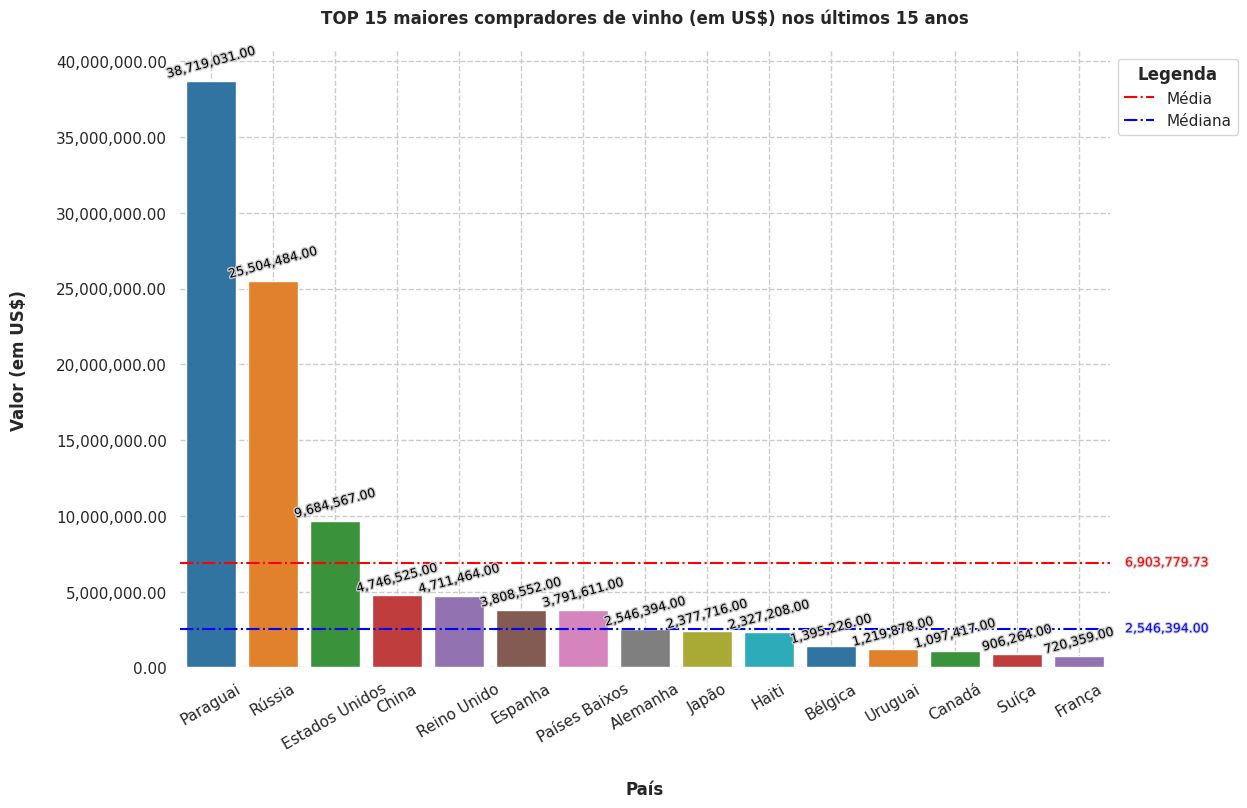 TOP 15 maiores compradores de vinho (em US$) nos últimos 15 anos
Valor (em US$)
40,000,000.00
35,000,000.00
30,000,000.00
25,000,000.00
20,000,000.00
15,000,000.00
10,000,000.00
5,000,000.00
0.00
38,719,031.00
25,504,484.00
9,684,567.00
4,746,525.00
4,711,464.00
3,808,552.00
3,791,611.00
2,546,394.00
2,377,716.00
2,327,208.00
1,395,226.00
1,219,878.00
1,097,417.00
906,264.00
720,359.00
Legenda
Média
Médiana
6,903,779.73
2,546,394.00
Paraguai
Rússia
Estados Unidos
China
Reino Unido
Espanha
Países Baixos
Alemanha
Japão
Haiti
Bélgica
Uruguai
Canadá
Suíça
França
País